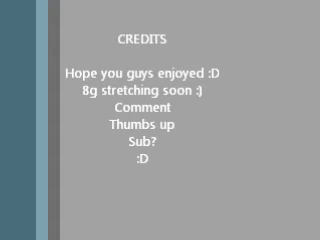 CREDITS
Hope you guys enjoyed :D
8g stretching soon :)
Comment
Thumbs up
Sub?
:D